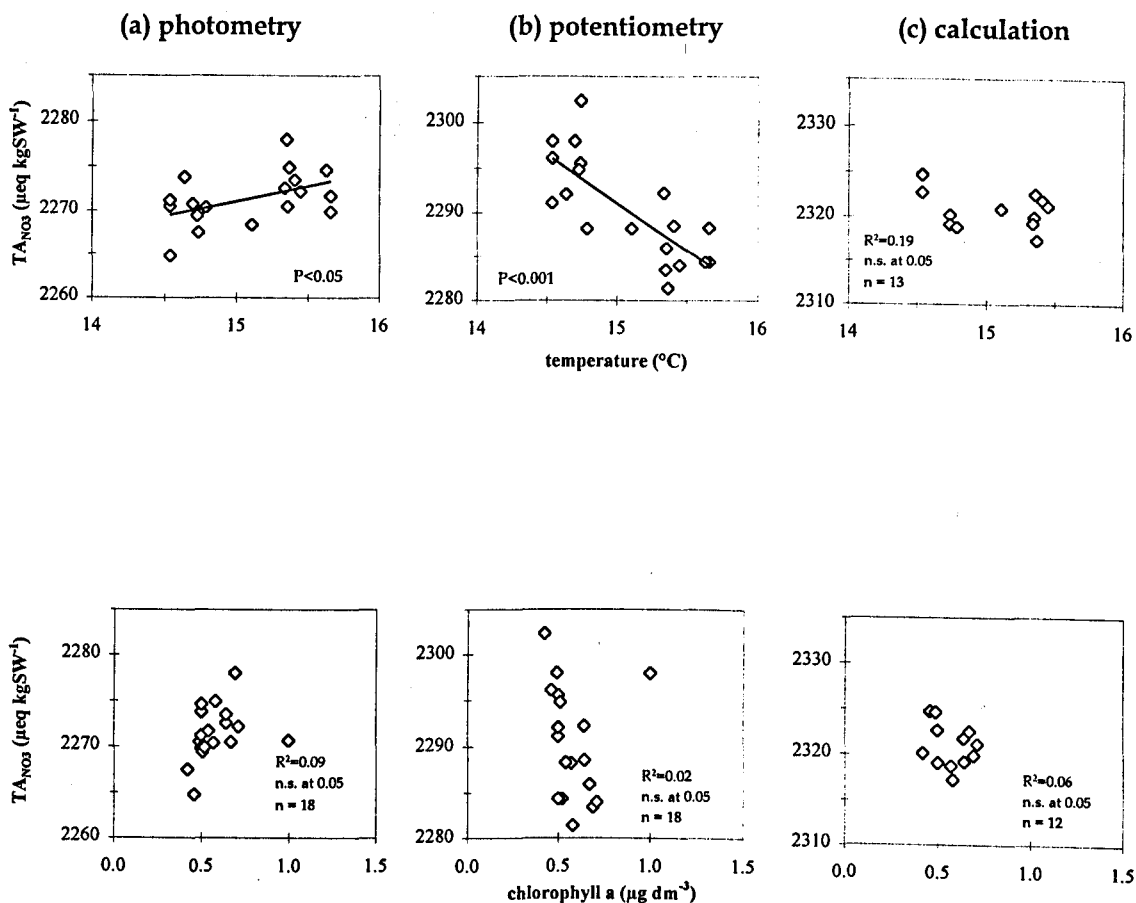 (a) photometry
(b) potentiometry
(c) calculation
TA_NO3 (μeq kgSW⁻¹)
2280
2270
2260
P<0.05
14
15
16
2300
2290
2280
P<0.001
14
15
16
temperature (°C)
2330
2320
2310
R²=0.19
n.s. at 0.05
n = 13
14
15
16
TA_NO3 (μeq kgSW⁻¹)
2280
2270
2260
R²=0.09
n.s. at 0.05
n = 18
0.0
0.5
1.0
1.5
2300
2290
2280
R²=0.02
n.s. at 0.05
n = 18
0.0
0.5
1.0
1.5
chlorophyll a (μg dm⁻³)
2330
2320
2310
R²=0.06
n.s. at 0.05
n = 12
0.0
0.5
1.0
1.5